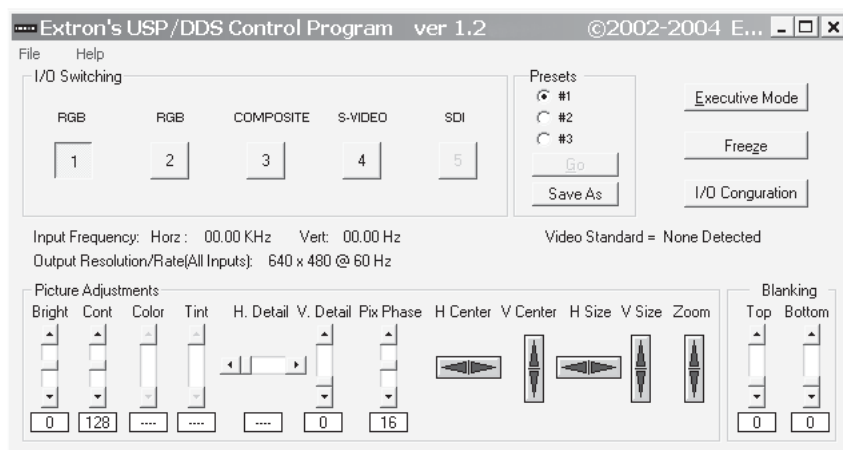 Extron's USP/DDS Control Program ver 1.2 ©2002-2004 E...
File Help
I/O Switching
RGB RGB COMPOSITE S-VIDEO SDI
1 2 3 4 5
Presets
#1
#2
#3
Go
Save As
Executive Mode
Freeze
I/O Conguration
Input Frequency: Horz : 00.00 KHz Vert: 00.00 Hz
Video Standard = None Detected
Output Resolution/Rate(All Inputs): 640 x 480 @ 60 Hz
Picture Adjustments
Bright Cont Color Tint H. Detail V. Detail Pix Phase H Center V Center H Size V Size Zoom
0 128 ---- ---- ---- 0 16
Blanking
Top Bottom
0 0